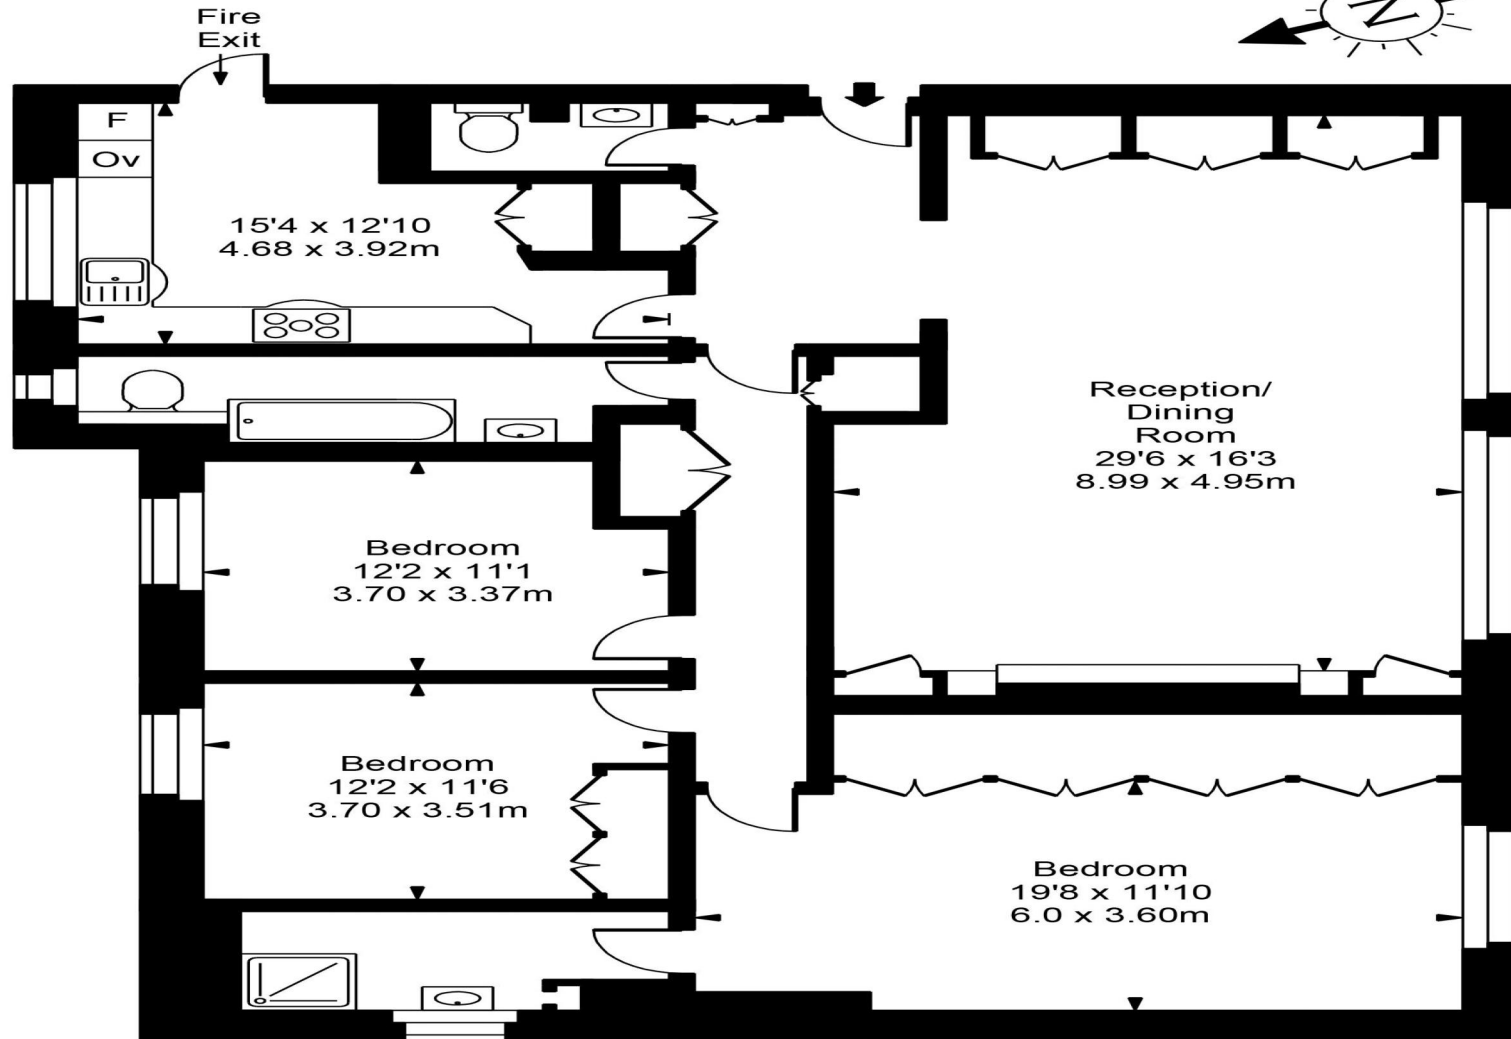 Fire
Exit
N
F
Ov
15'4 x 12'10
4.68 x 3.92m
Reception/
Dining
Room
29'6 x 16'3
8.99 x 4.95m
Bedroom
12'2 x 11'1
3.70 x 3.37m
Bedroom
12'2 x 11'6
3.70 x 3.51m
Bedroom
19'8 x 11'10
6.0 x 3.60m